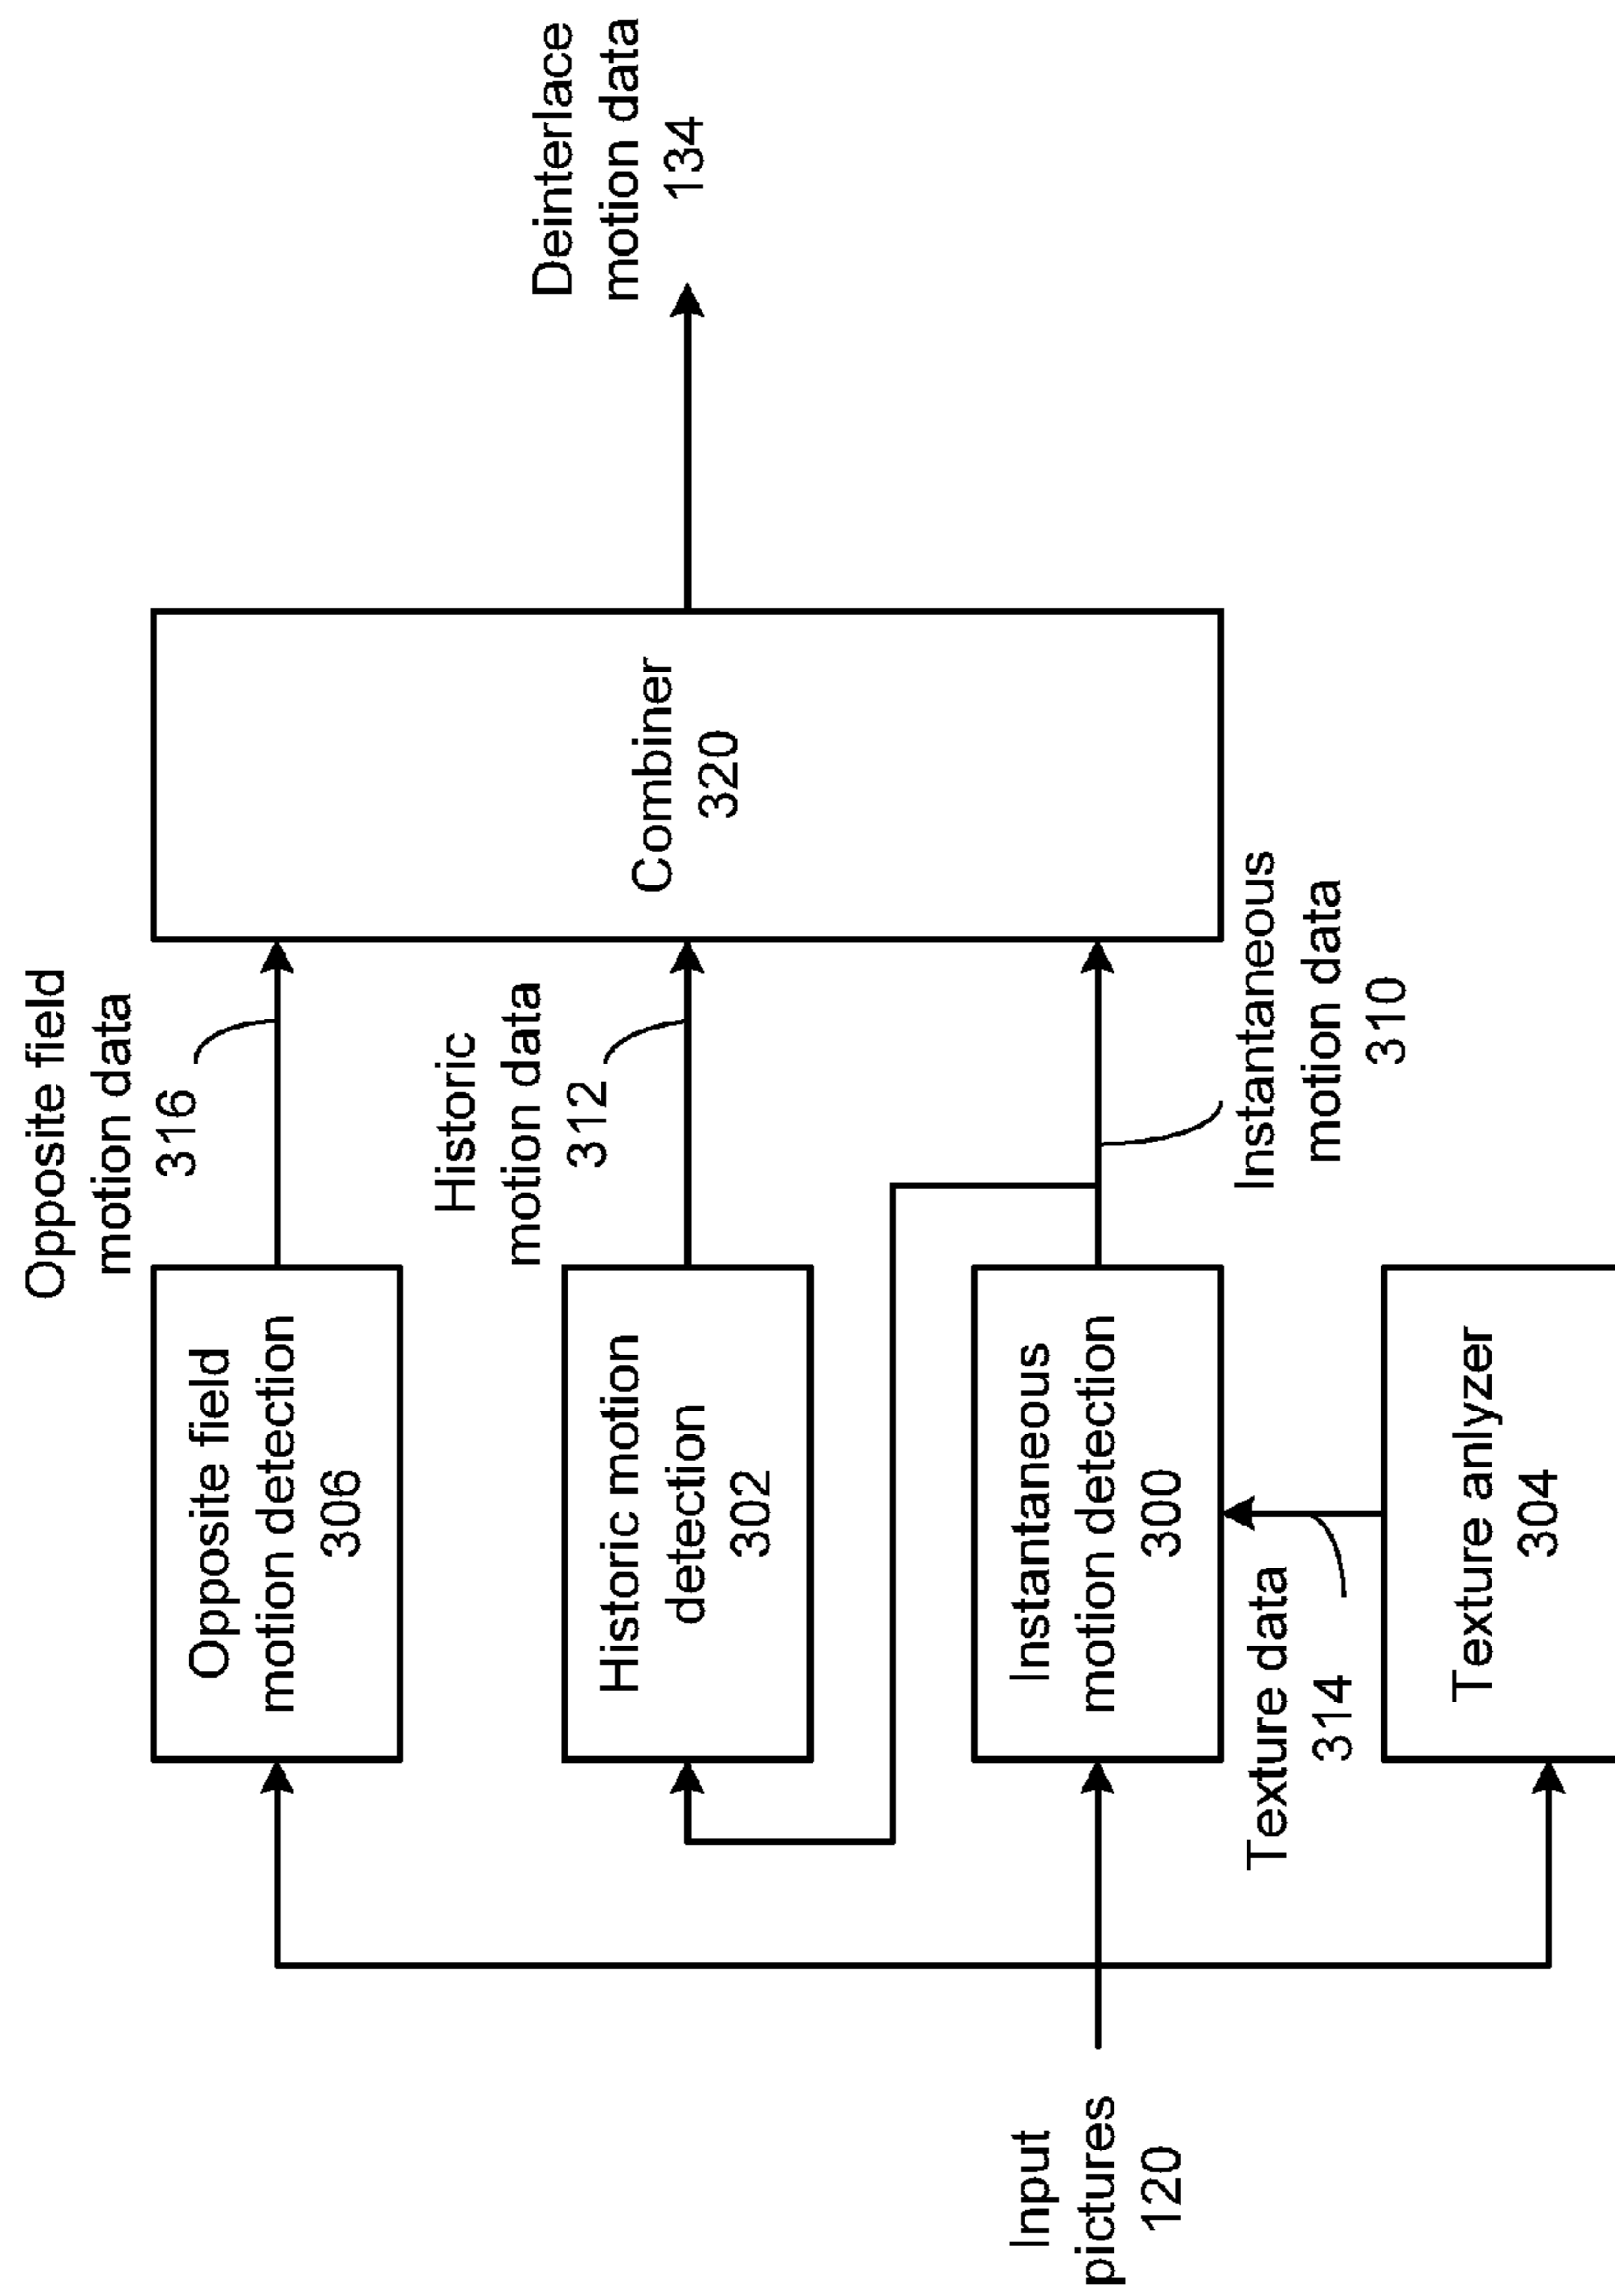 Opposite field
motion data
316
Deinterlace
motion data
134
Opposite field
motion detection
306
Historic
motion data
312
Historic motion
detection
302
Combiner
320
Input
pictures
120
Instantaneous
motion detection
300
Instantaneous
motion data
310
Texture data
314
Texture anlyzer
304